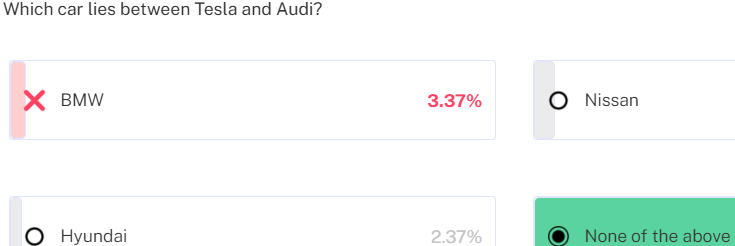 Which car lies between Tesla and Audi?
BMW 3.37%
Nissan
Hyundai 2.37%
None of the above